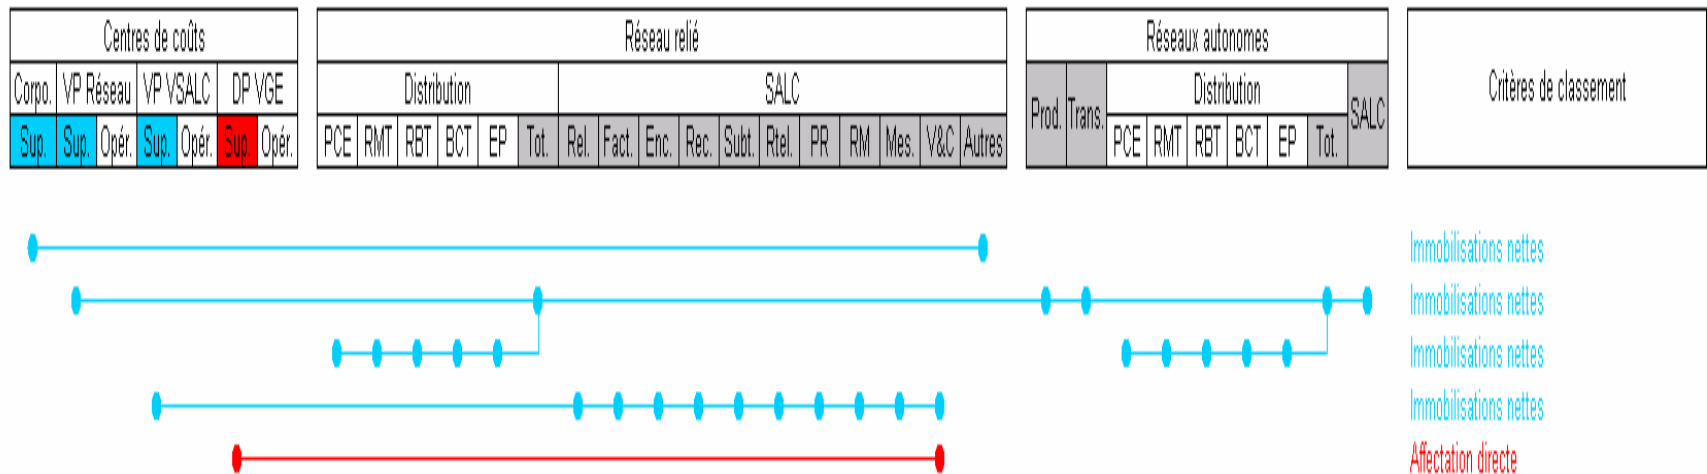 Centres de coûts Réseau relié Réseaux autonomes Critères de classement
Corpo. VP Réseau VP VSALC DP VGE Distribution SALC Prod. Trans. Distribution SALC
Sup. Sup. Opér. Sup. Opér. Sup. Opér. PCE RMT RBT BCT EP Tot. Rel. Fact. Enc. Rec. Subt. Rtel. PR RM Mes. V&C Autres PCE RMT RBT BCT EP Tot.
Immobilisations nettes
Immobilisations nettes
Immobilisations nettes
Immobilisations nettes
Affectation directe